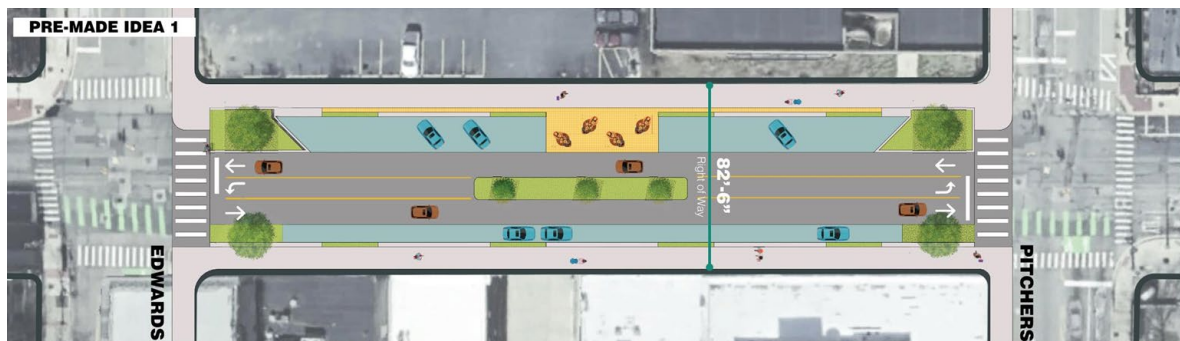 PRE-MADE IDEA 1
82'-6"
Right of Way
EDWARDS
PITCHERS